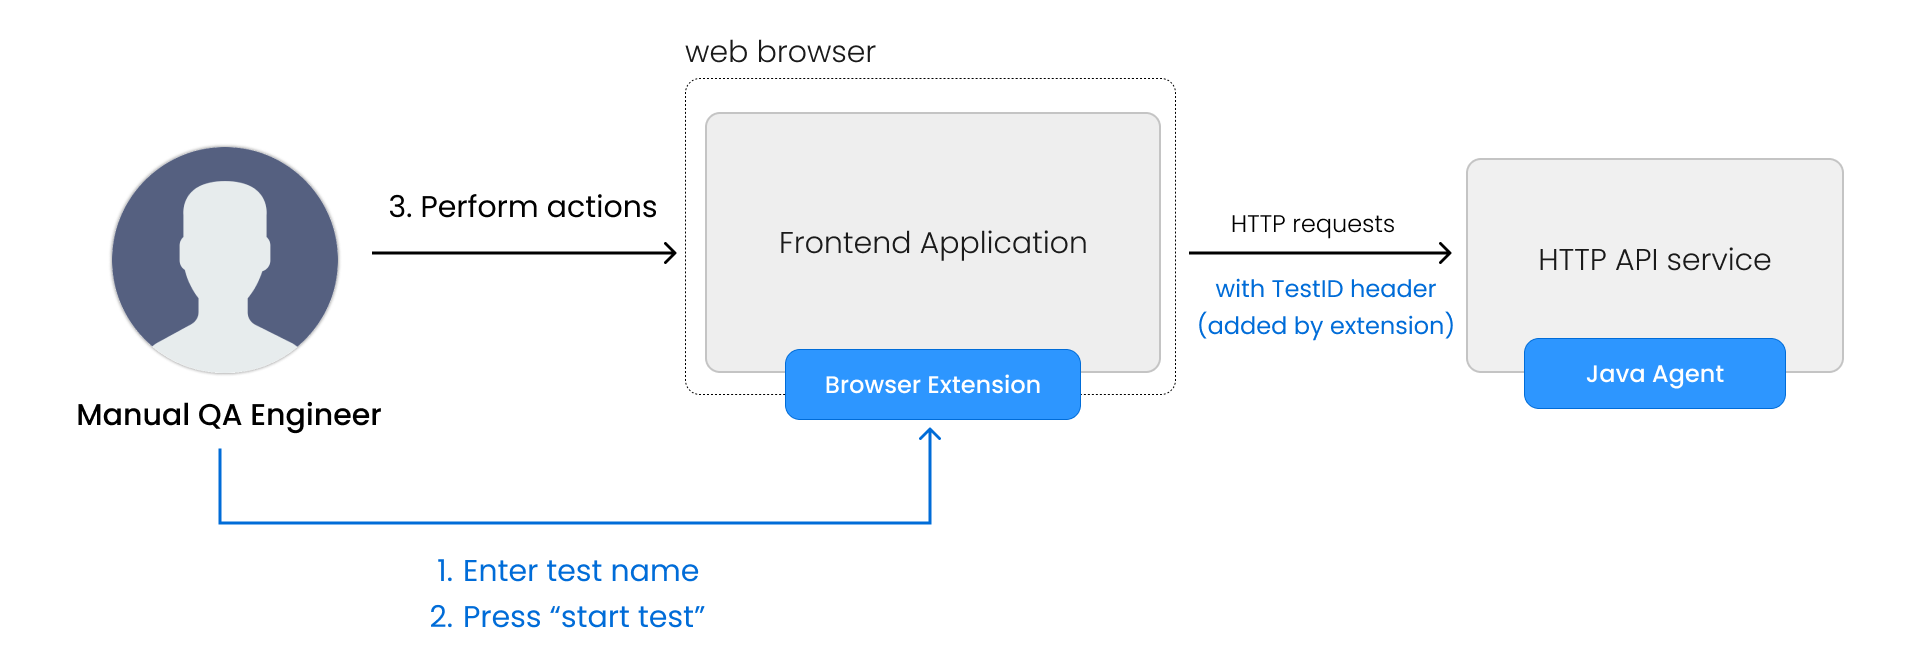 web browser
3. Perform actions
Frontend Application
HTTP requests
with TestID header
(added by extension)
HTTP API service
Browser Extension
Java Agent
Manual QA Engineer
1. Enter test name
2. Press “start test”